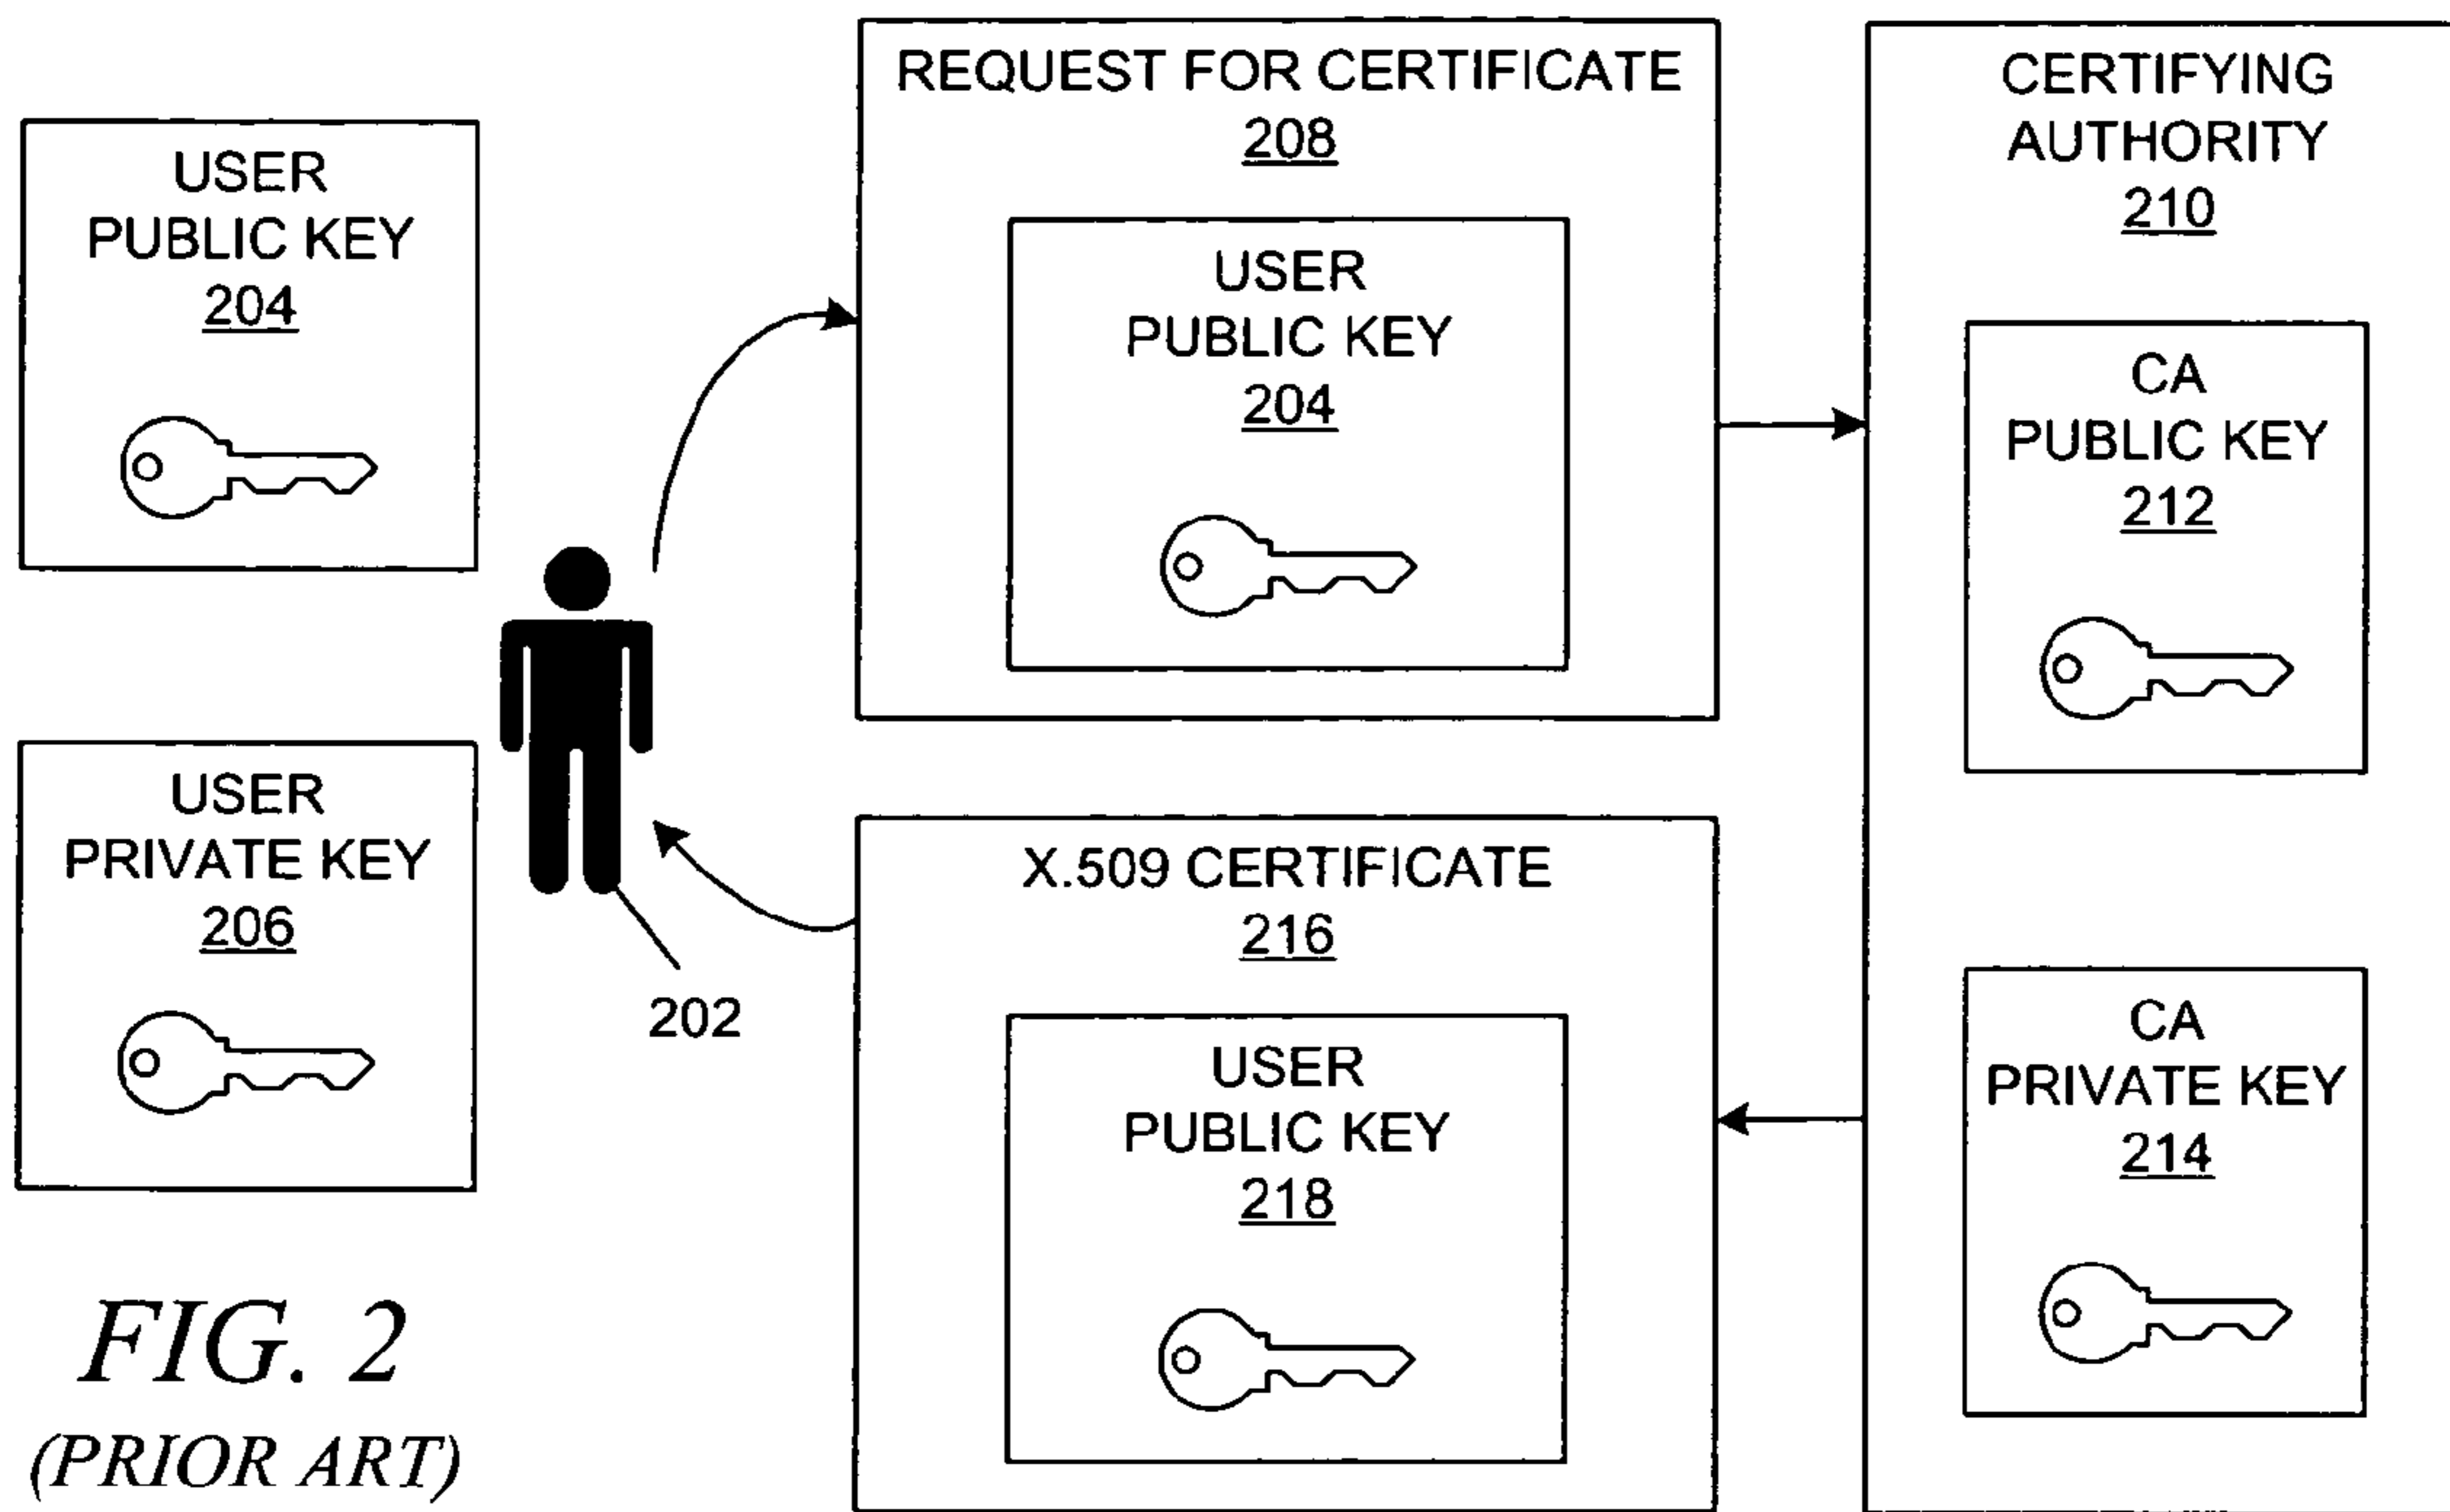 USER
PUBLIC KEY
204
USER
PRIVATE KEY
206
202
REQUEST FOR CERTIFICATE
208
USER
PUBLIC KEY
204
X.509 CERTIFICATE
216
USER
PUBLIC KEY
218
CERTIFYING
AUTHORITY
210
CA
PUBLIC KEY
212
CA
PRIVATE KEY
214
FIG. 2
(PRIOR ART)